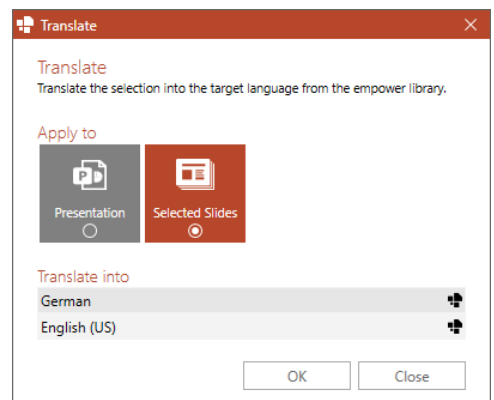 Translate
Translate
Translate the selection into the target language from the empower library.
Apply to
Presentation
Selected Slides
Translate into
German
English (US)
OK
Close